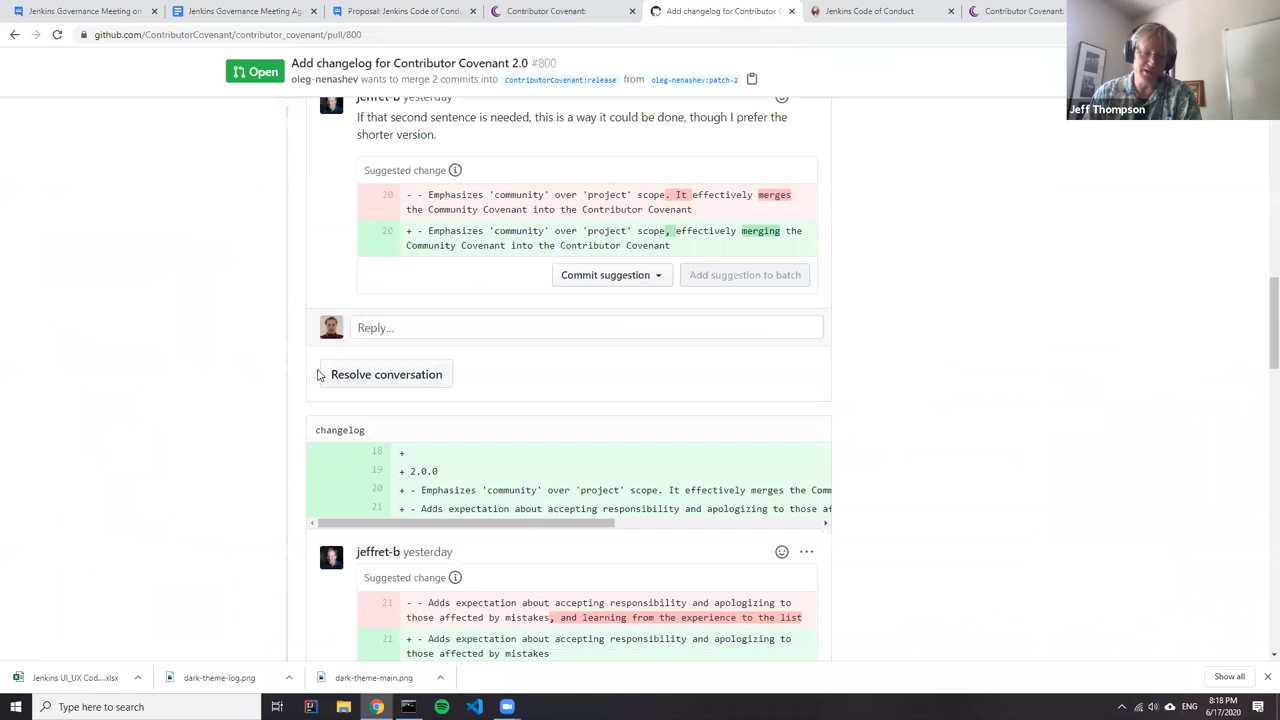 Jenkins Governance Meeting on
Jenkins Governance Meeting Ag
Proposal: Jenkins Code of Condu
Contributor Covenant:
Add changelog for Contributor C
Jenkins Code of Conduct
Contributor Covenant:
github.com/ContributorCovenant/contributor_covenant/pull/800
Open
Add changelog for Contributor Covenant 2.0 #800
oleg-nenashev wants to merge 2 commits into ContributorCovenant:release from oleg-nenashev:patch-2
Jeff Thompson
jeffret-b yesterday
If that second sentence is needed, this is a way it could be done, though I prefer the
shorter version.
Suggested change
20 - - Emphasizes 'community' over 'project' scope. It effectively merges
the Community Covenant into the Contributor Covenant
20 + - Emphasizes 'community' over 'project' scope, effectively merging the
Community Covenant into the Contributor Covenant
Commit suggestion
Add suggestion to batch
Reply...
Resolve conversation
changelog
18 +
19 + 2.0.0
20 + - Emphasizes 'community' over 'project' scope. It effectively merges the Com
21 + - Adds expectation about accepting responsibility and apologizing to those af
jeffret-b yesterday
Suggested change
21 - - Adds expectation about accepting responsibility and apologizing to
those affected by mistakes, and learning from the experience to the list
21 + - Adds expectation about accepting responsibility and apologizing to
those affected by mistakes
Jenkins UI_UX Cod....xlsx
dark-theme-log.png
dark-theme-main.png
Show all
Type here to search
ENG
8:18 PM
6/17/2020